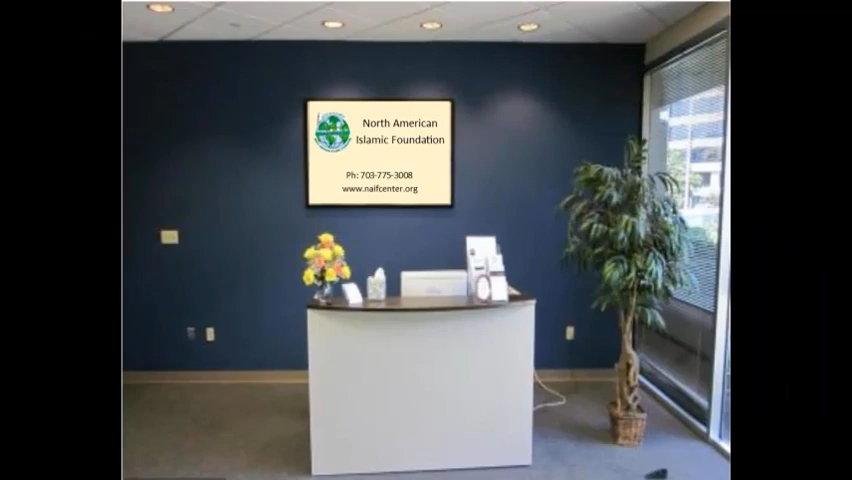 North American
Islamic Foundation
Ph: 703-775-3008
www.naifcenter.org